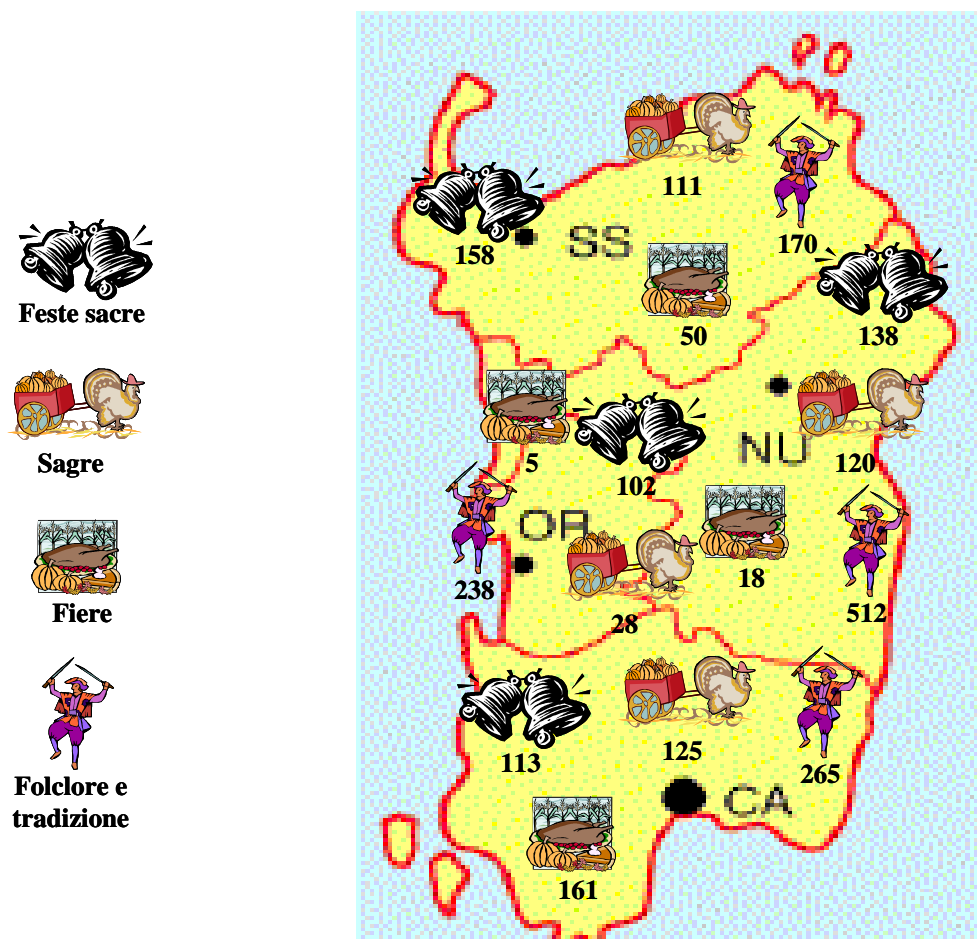 Feste sacre
Sagre
Fiere
Folclore e
tradizione
111
158
SS
170
50
138
5
102
NU
120
OR
238
28
18
512
113
125
265
CA
161